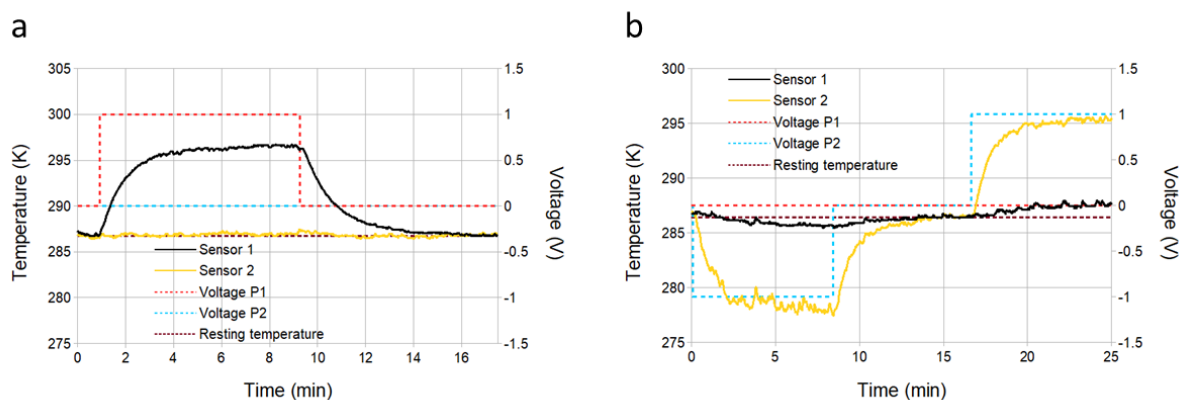 a
b
305
300
295
290
285
280
275
Temperature (K)
1.5
1
0.5
0
-0.5
-1
-1.5
Voltage (V)
Sensor 1
Sensor 2
Voltage P1
Voltage P2
Resting temperature
0 2 4 6 8 10 12 14 16
Time (min)
300
295
290
285
280
275
Temperature (K)
Sensor 1
Sensor 2
Voltage P1
Voltage P2
Resting temperature
1.5
1
0.5
0
-0.5
-1
-1.5
Voltage (V)
0 5 10 15 20 25
Time (min)